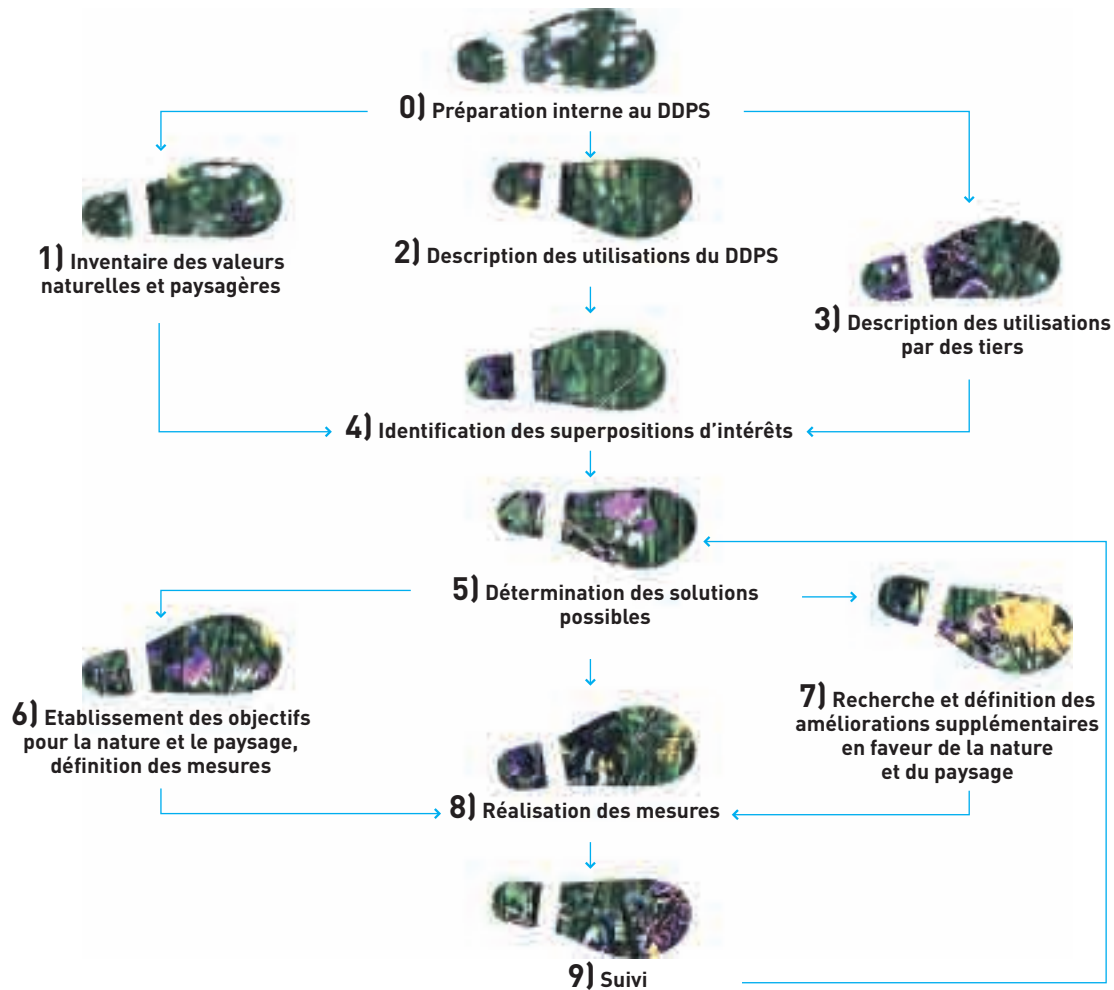 0) Préparation interne au DDPS
1) Inventaire des valeurs
naturelles et paysagères
2) Description des utilisations du DDPS
3) Description des utilisations
par des tiers
4) Identification des superpositions d’intérêts
5) Détermination des solutions
possibles
6) Etablissement des objectifs
pour la nature et le paysage,
définition des mesures
7) Recherche et définition des
améliorations supplémentaires
en faveur de la nature
et du paysage
8) Réalisation des mesures
9) Suivi